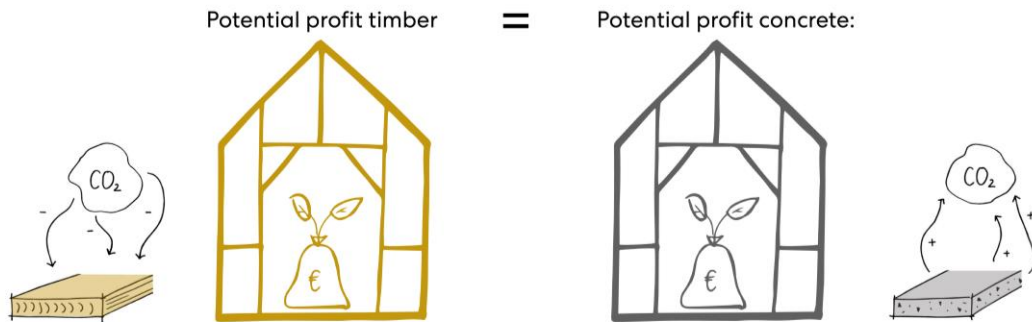 Potential profit timber = Potential profit concrete:
CO₂
- - -
€
€
CO₂
+ + +